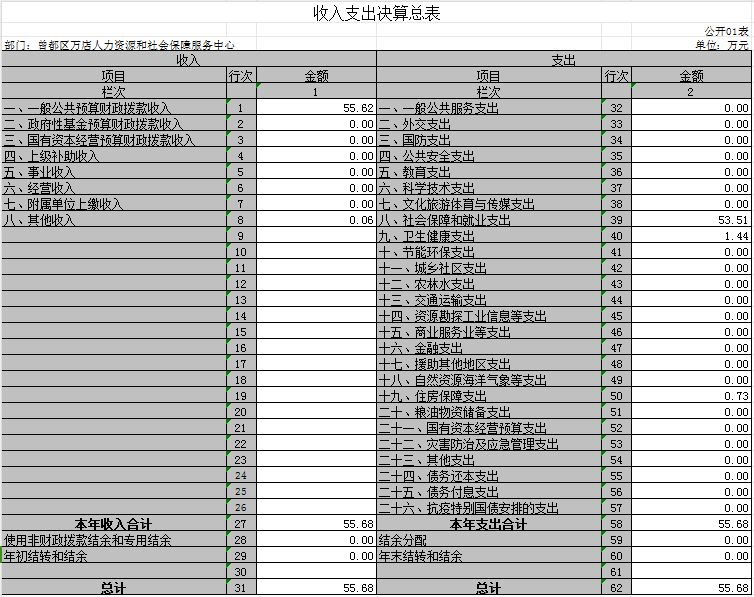 收入支出决算总表
公开01表
部门：曾都区万店人力资源和社会保障服务中心 单位：万元
收入 支出
项目 行次 金额 项目 行次 金额
栏次 1 栏次 2
一、一般公共预算财政拨款收入 1 55.62 一、一般公共服务支出 32 0.00
二、政府性基金预算财政拨款收入 2 0.00 二、外交支出 33 0.00
三、国有资本经营预算财政拨款收入 3 0.00 三、国防支出 34 0.00
四、上级补助收入 4 0.00 四、公共安全支出 35 0.00
五、事业收入 5 0.00 五、教育支出 36 0.00
六、经营收入 6 0.00 六、科学技术支出 37 0.00
七、附属单位上缴收入 7 0.00 七、文化旅游体育与传媒支出 38 0.00
八、其他收入 8 0.06 八、社会保障和就业支出 39 53.51
9 九、卫生健康支出 40 1.44
10 十、节能环保支出 41 0.00
11 十一、城乡社区支出 42 0.00
12 十二、农林水支出 43 0.00
13 十三、交通运输支出 44 0.00
14 十四、资源勘探工业信息等支出 45 0.00
15 十五、商业服务业等支出 46 0.00
16 十六、金融支出 47 0.00
17 十七、援助其他地区支出 48 0.00
18 十八、自然资源海洋气象等支出 49 0.00
19 十九、住房保障支出 50 0.73
20 二十、粮油物资储备支出 51 0.00
21 二十一、国有资本经营预算支出 52 0.00
22 二十二、灾害防治及应急管理支出 53 0.00
23 二十三、其他支出 54 0.00
24 二十四、债务还本支出 55 0.00
25 二十五、债务付息支出 56 0.00
26 二十六、抗疫特别国债安排的支出 57 0.00
本年收入合计 27 55.68 本年支出合计 58 55.68
使用非财政拨款结余和专用结余 28 0.00 结余分配 59 0.00
年初结转和结余 29 0.00 年末结转和结余 60 0.00
30 61
总计 31 55.68 总计 62 55.68